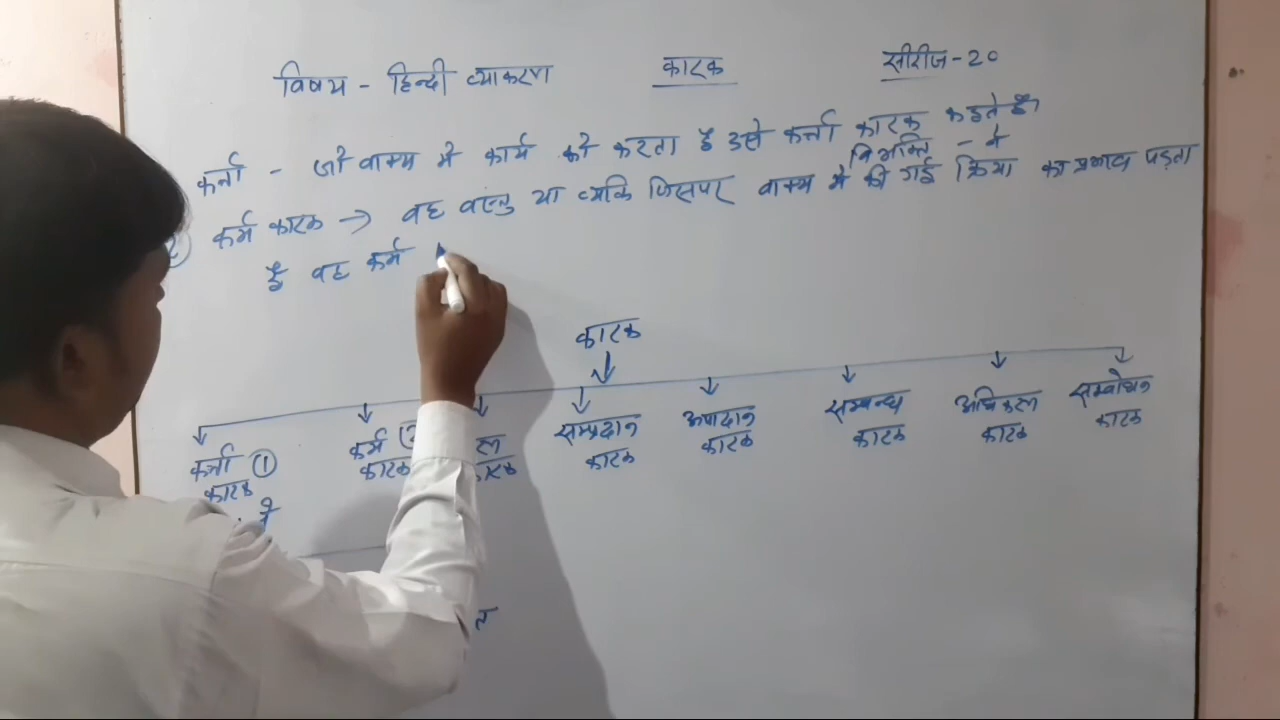 विषय - हिन्दी व्याकरण कारक सीरीज-20
कर्त्ता - जो वाक्य में कार्य को करता है उसे कर्त्ता कारक कहते हैं।
विभक्ति - ने
2 कर्म कारक → वह वस्तु या व्यक्ति जिसपर वाक्य में की गई क्रिया का प्रभाव पड़ता
है वह कर्म
कारक
कर्त्ता 1 कारक
ने
कर्म कारक
सम्प्रदान कारक
अपादान कारक
सम्बन्ध कारक
अधिकरण कारक
सम्बोधन कारक